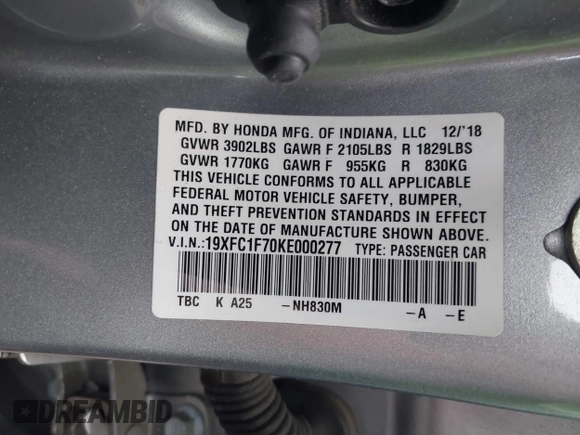 MFD. BY HONDA MFG. OF INDIANA, LLC 12/'18
GVWR 3902LBS GAWR F 2105LBS R 1829LBS
GVWR 1770KG GAWR F 955KG R 830KG
THIS VEHICLE CONFORMS TO ALL APPLICABLE
FEDERAL MOTOR VEHICLE SAFETY, BUMPER,
AND THEFT PREVENTION STANDARDS IN EFFECT
ON THE DATE OF MANUFACTURE SHOWN ABOVE.
V.I.N.:19XFC1F70KE000277 TYPE: PASSENGER CAR
TBC K A25 -NH830M -A -E
DREAMBID